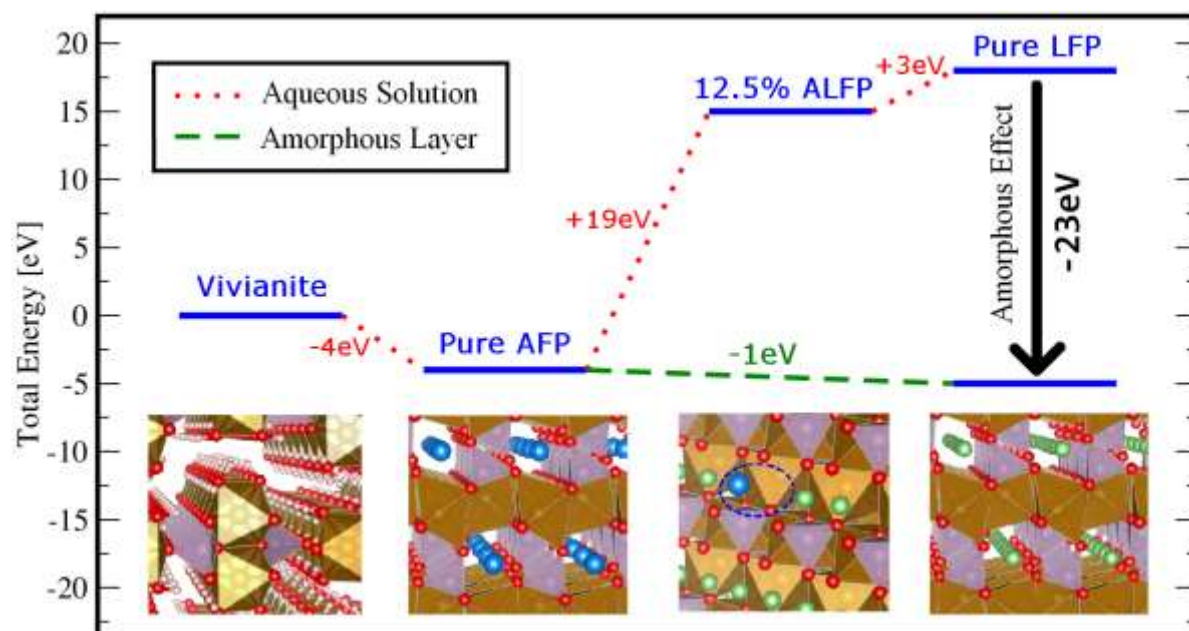 20
15
10
5
0
-5
-10
-15
-20
Total Energy [eV]
Aqueous Solution
Amorphous Layer
Vivianite
-4eV
Pure AFP
+19eV
12.5% ALFP
+3eV
Pure LFP
-1eV
Amorphous Effect
-23eV